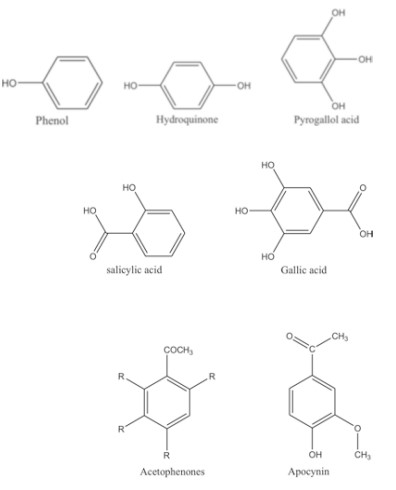 OH
HO
OH
HO
OH
OH
Phenol
Hydroquinone
Pyrogallol acid
HO
HO
O
salicylic acid
HO
HO
HO
O
OH
Gallic acid
COCH3
R
R
R
R
Acetophenones
O
C
CH3
O
OH
CH3
Apocynin